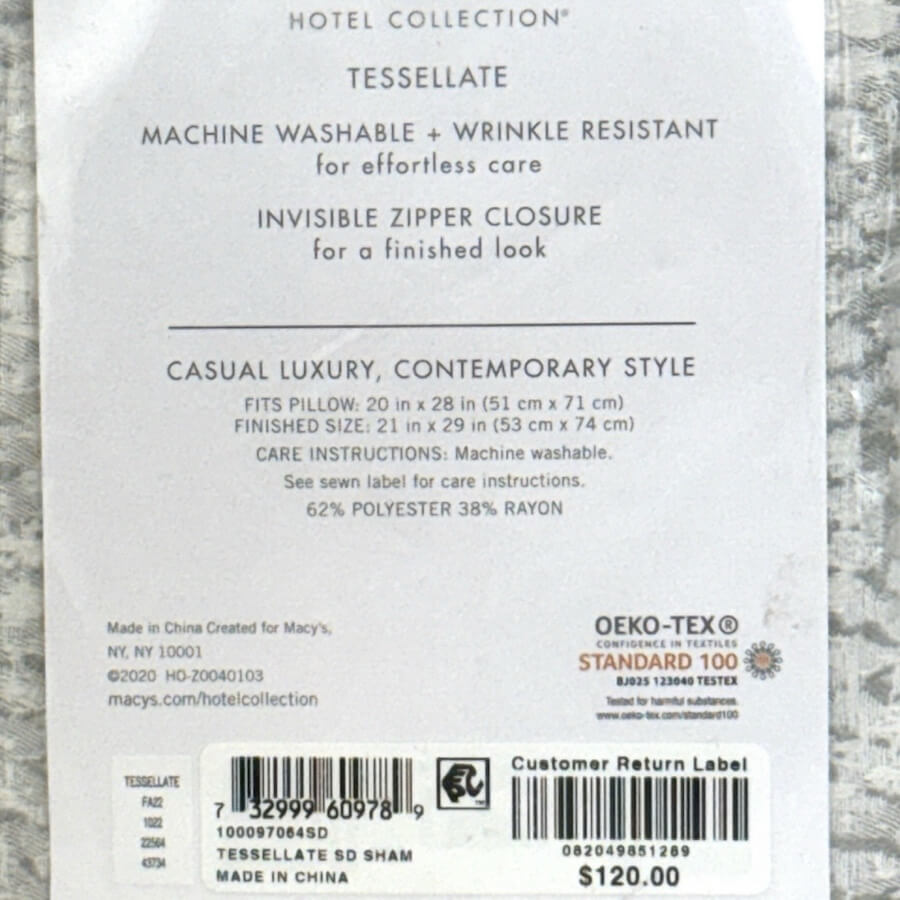 HOTEL COLLECTION®
TESSELLATE
MACHINE WASHABLE + WRINKLE RESISTANT
for effortless care
INVISIBLE ZIPPER CLOSURE
for a finished look
CASUAL LUXURY, CONTEMPORARY STYLE
FITS PILLOW: 20 in x 28 in (51 cm x 71 cm)
FINISHED SIZE: 21 in x 29 in (53 cm x 74 cm)
CARE INSTRUCTIONS: Machine washable.
See sewn label for care instructions.
62% POLYESTER 38% RAYON
Made in China Created for Macy's,
NY, NY 10001
©2020 HO-Z0040103
macys.com/hotelcollection
OEKO-TEX®
CONFIDENCE IN TEXTILES
STANDARD 100
BJ025 123040 TESTEX
Tested for harmful substances.
www.oeko-tex.com/standard100
TESSELLATE
FA22
1022
22564
43734
7 32999 60978 9
100097064SD
TESSELLATE SD SHAM
MADE IN CHINA
Customer Return Label
082049851289
$120.00